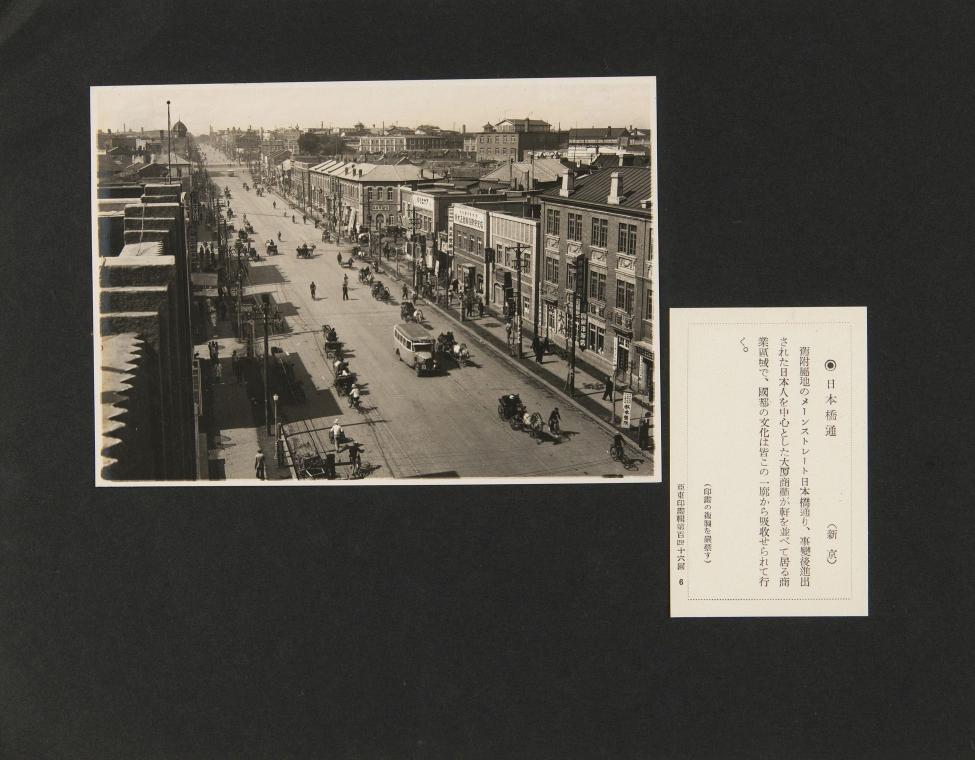 ◉ 日本橋通 (新京)
舊附屬地のメーンストレート日本橋通り、事變後進出
された日本人を中心とした大廈商舗が軒を並べて居る商
業區域で、國都の文化は皆この一廓から吸收せられて行
く。
(印畫の複製を嚴禁す)
亞東印畫輯第百四十六回 6